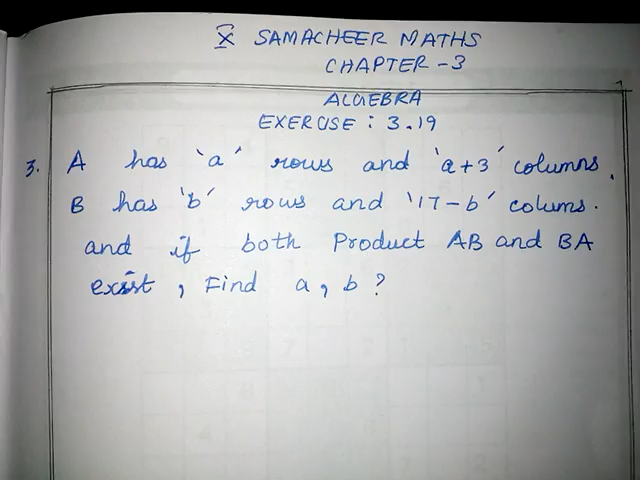 X SAMACHEER MATHS
CHAPTER -3
ALGEBRA
EXERCISE : 3.19
3. A has 'a' rows and 'a+3' columns.
B has 'b' rows and '17-b' colums.
and if both Product AB and BA
exist, Find a, b?